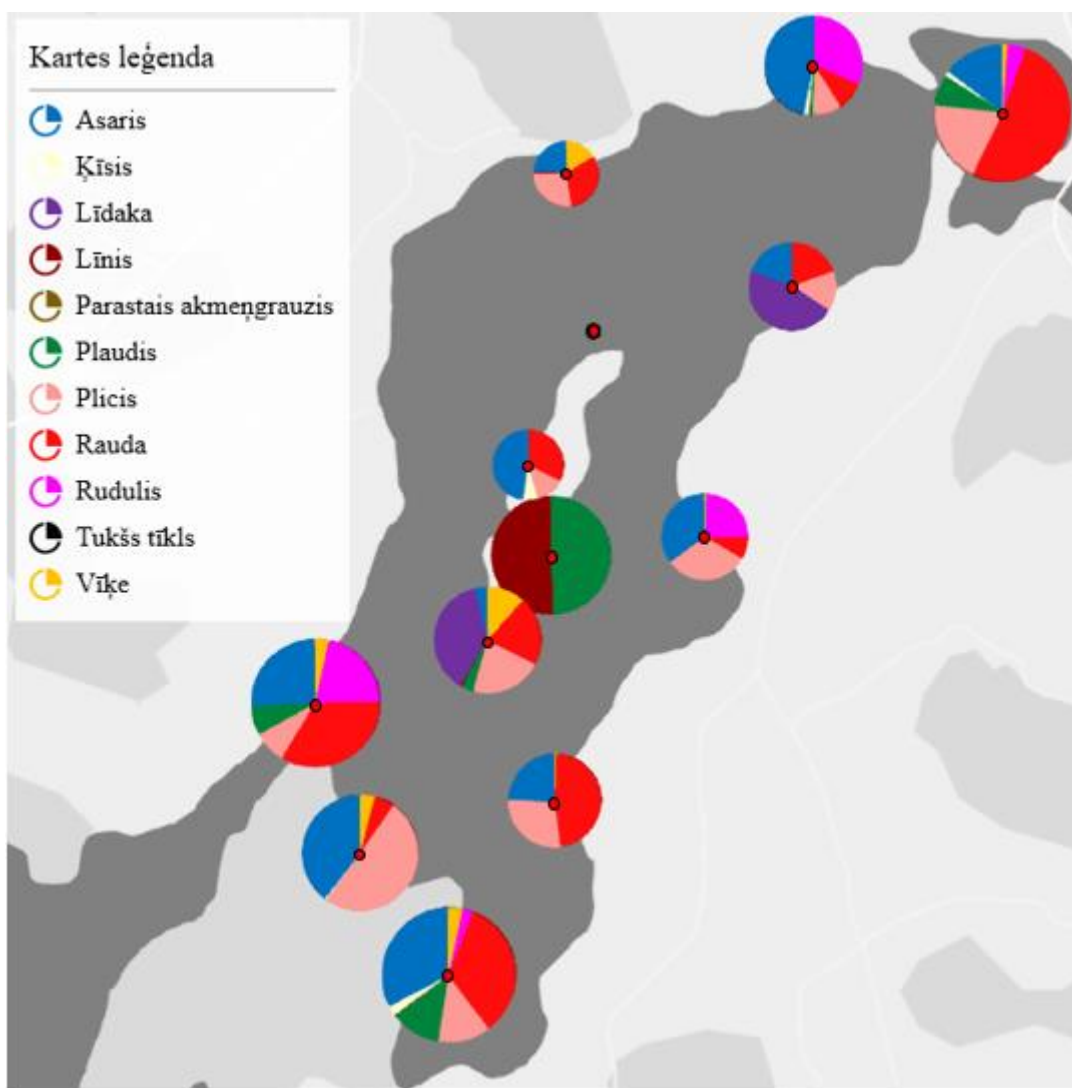 Kartes leģenda
Asaris
Ķīsis
Līdaka
Līnis
Parastais akmeņgrauzis
Plaudis
Plicis
Rauda
Rudulis
Tukšs tīkls
Vīķe